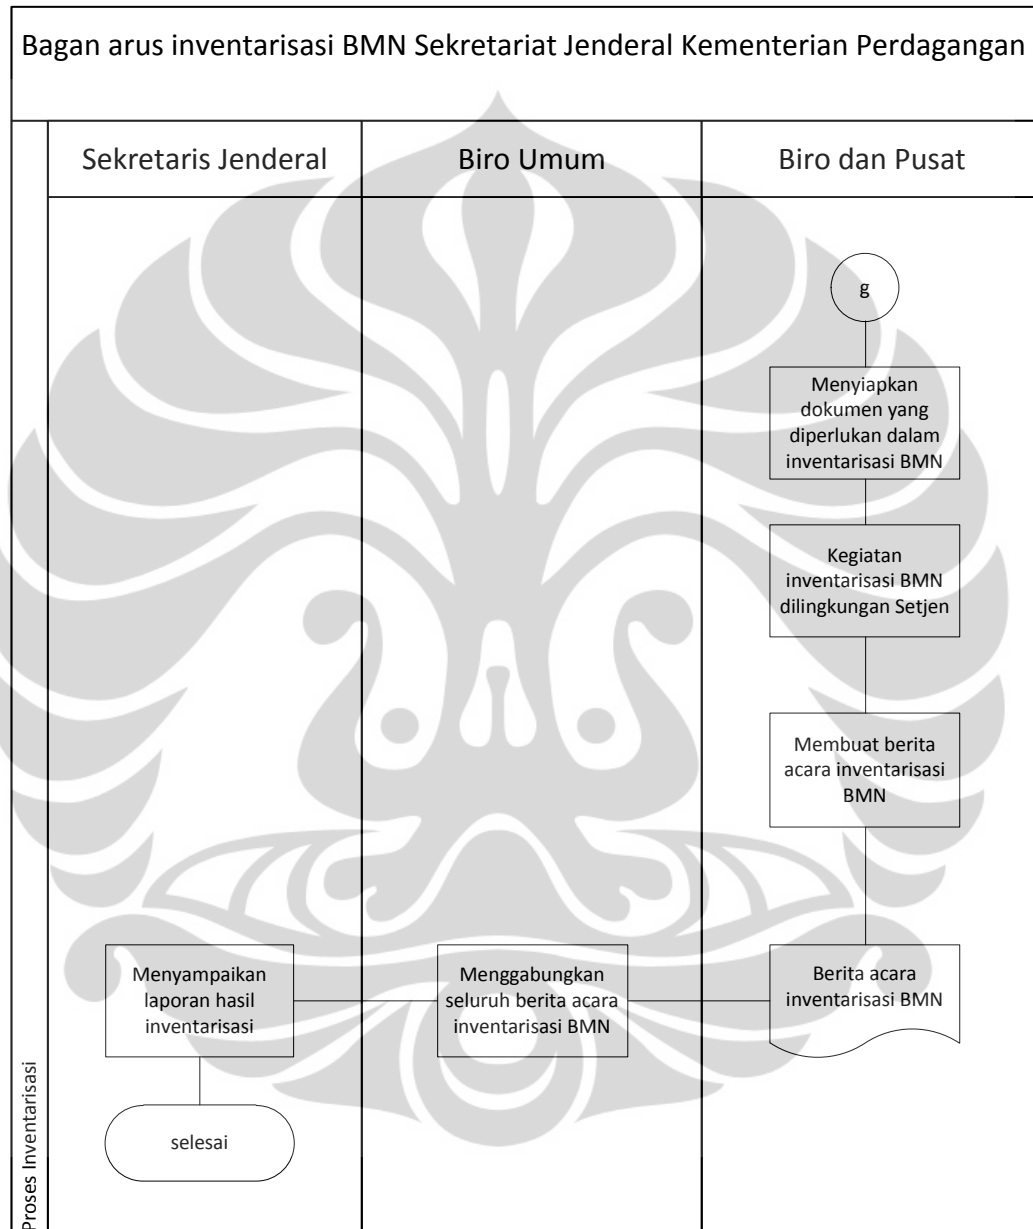 Bagan arus inventarisasi BMN Sekretariat Jenderal Kementerian Perdagangan
Sekretaris Jenderal
Biro Umum
Biro dan Pusat
g
Menyiapkan
dokumen yang
diperlukan dalam
inventarisasi BMN
Kegiatan
inventarisasi BMN
dilingkungan Setjen
Membuat berita
acara inventarisasi
BMN
Berita acara
inventarisasi BMN
Menggabungkan
seluruh berita acara
inventarisasi BMN
Menyampaikan
laporan hasil
inventarisasi
selesai
Proses Inventarisasi